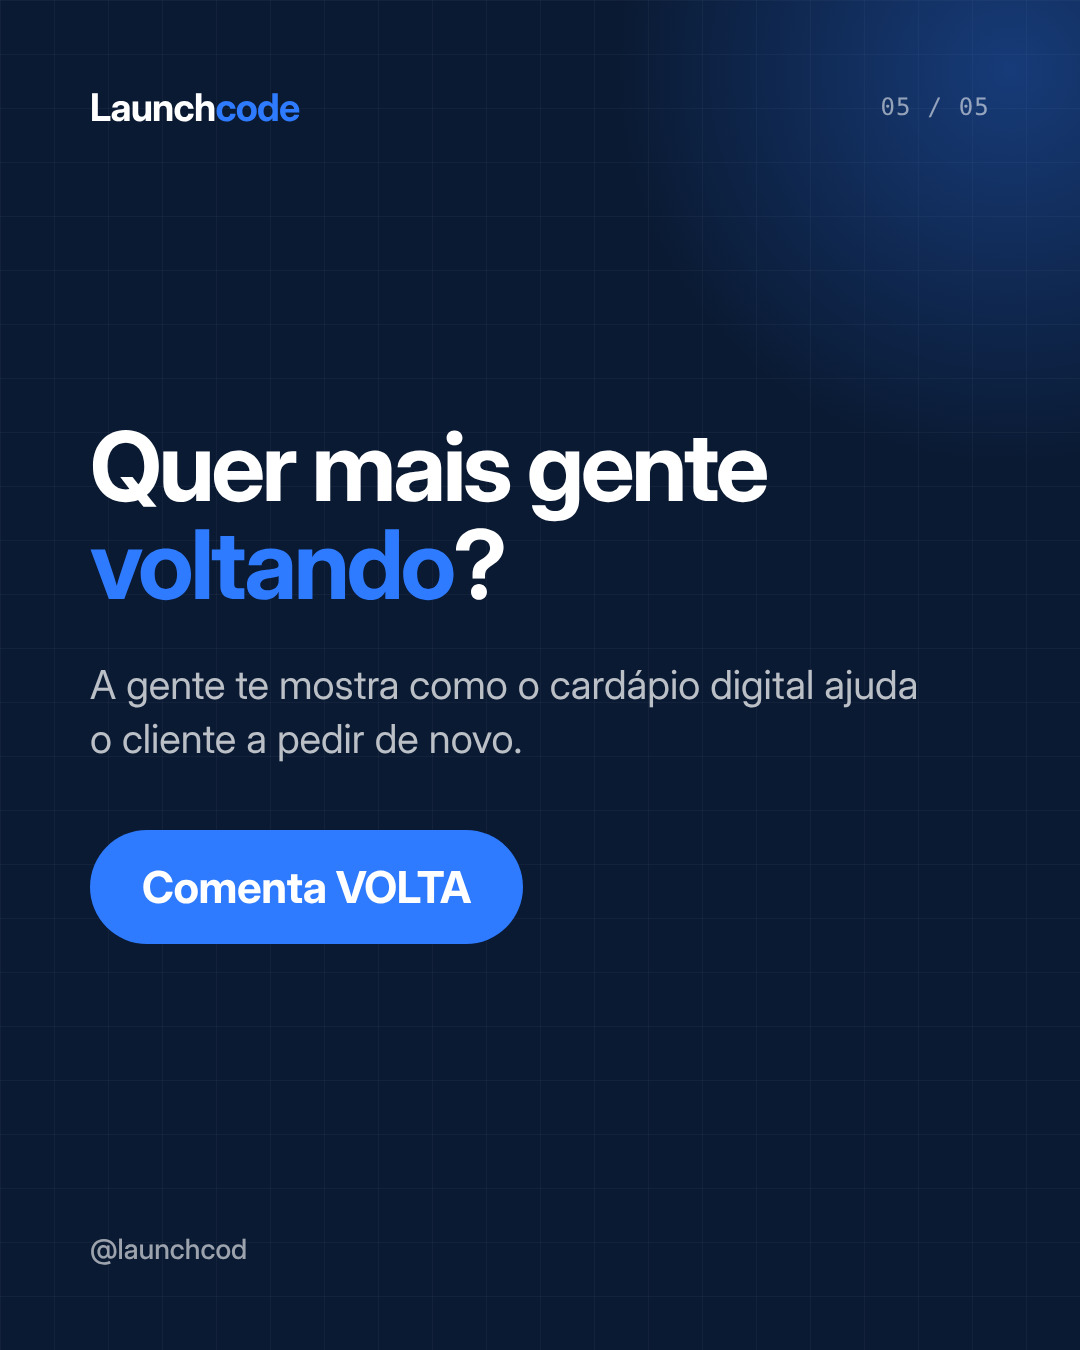 Launchcode
05 / 05
Quer mais gente
voltando?
A gente te mostra como o cardápio digital ajuda
o cliente a pedir de novo.
Comenta VOLTA
@launchcod